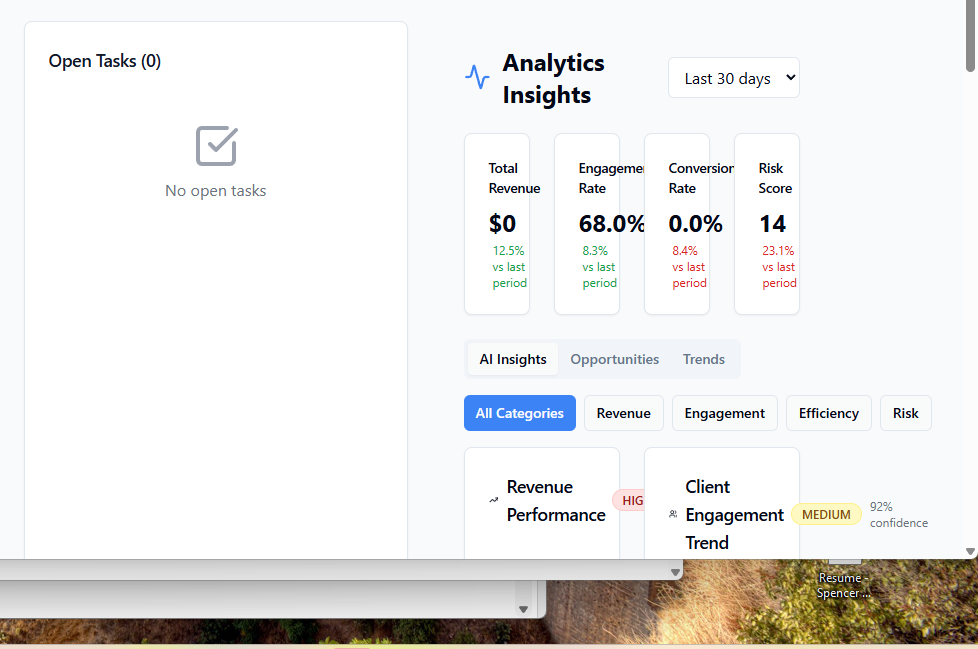 Open Tasks (0)
No open tasks
Analytics
Insights
Last 30 days
Total
Revenue
$0
12.5%
vs last
period
Engageme
Rate
68.0%
8.3%
vs last
period
Conversion
Rate
0.0%
8.4%
vs last
period
Risk
Score
14
23.1%
vs last
period
AI Insights
Opportunities
Trends
All Categories
Revenue
Engagement
Efficiency
Risk
Revenue
Performance
HIG
Client
Engagement
Trend
MEDIUM
92%
confidence
Resume -
Spencer ...